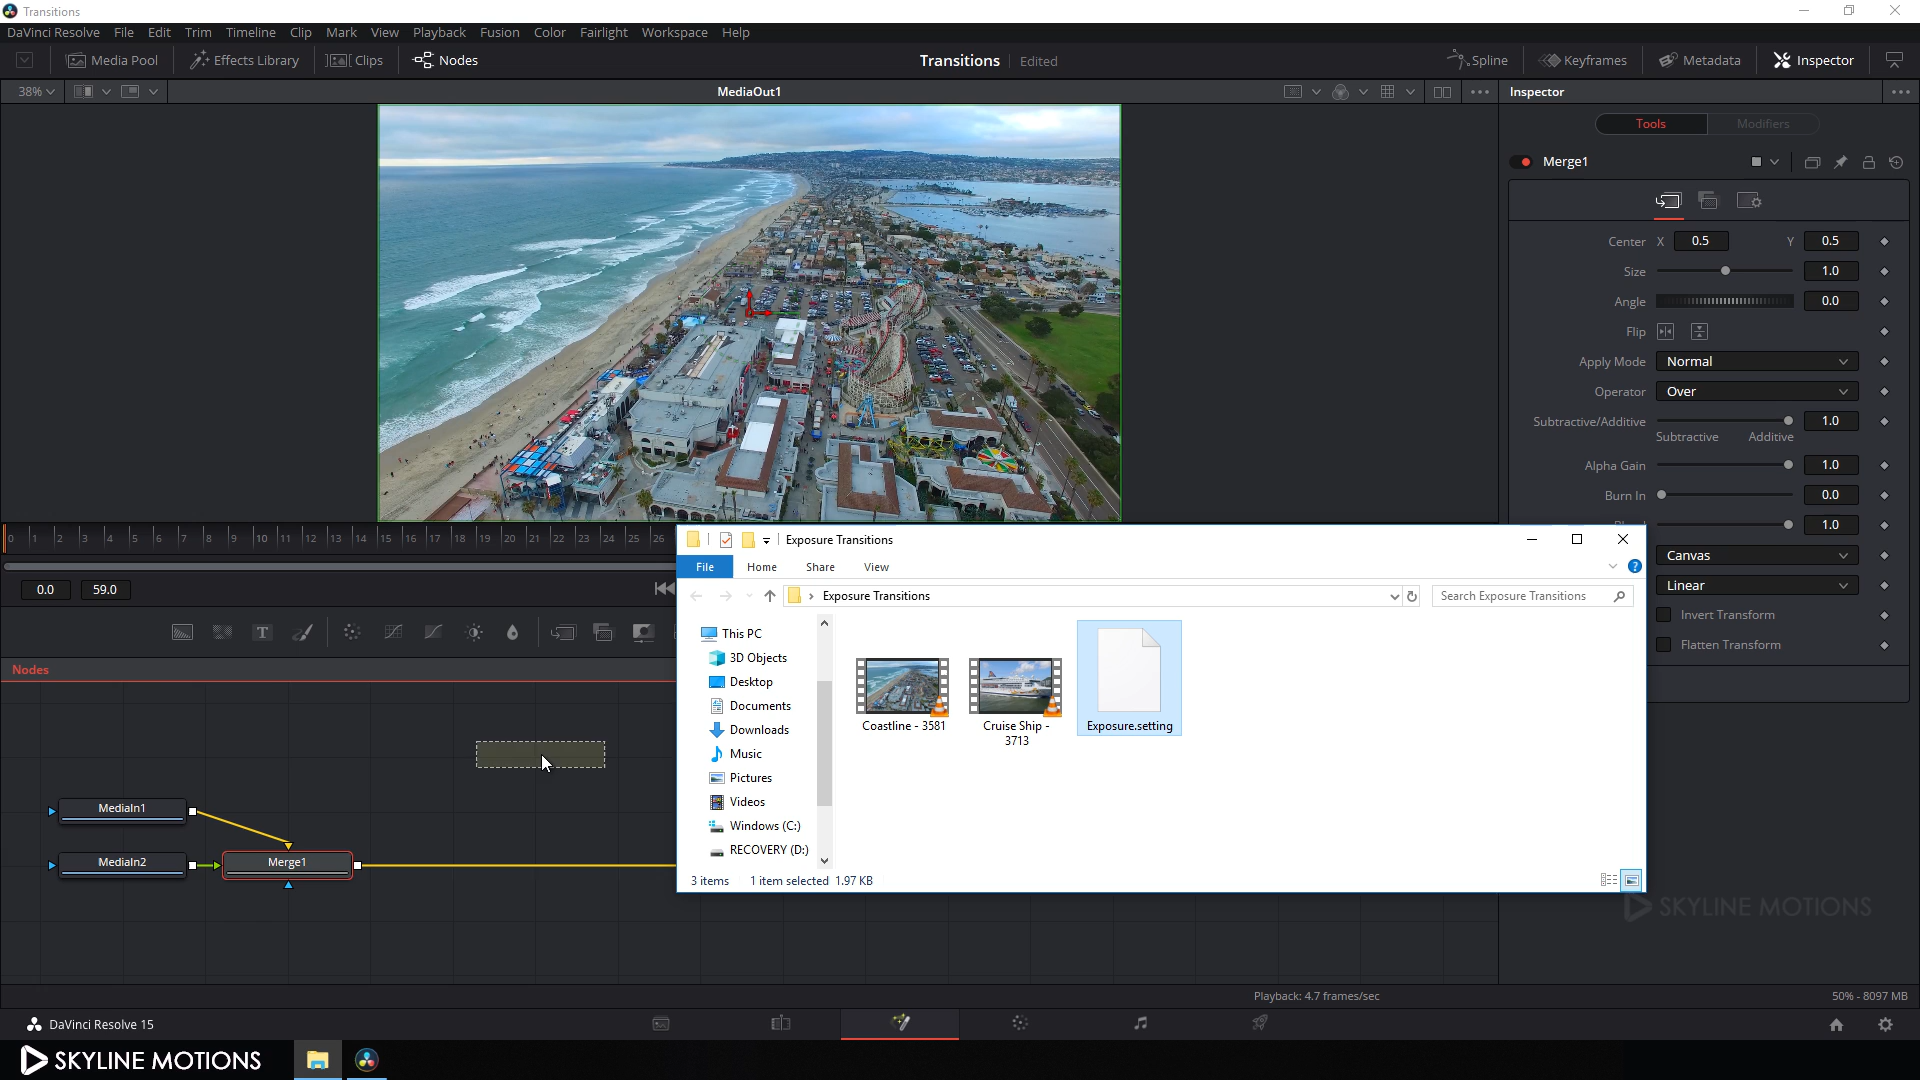 Transitions
DaVinci Resolve File Edit Trim Timeline Clip Mark View Playback Fusion Color Fairlight Workspace Help
Media Pool Effects Library Clips Nodes Transitions Edited Spline Keyframes Metadata Inspector
38% MediaOut1 Inspector
Tools Modifiers
Merge1
Center X 0.5 Y 0.5
Size 1.0
Angle 0.0
Flip
Apply Mode Normal
Operator Over
Subtractive/Additive 1.0
Subtractive Additive
Alpha Gain 1.0
Burn In 0.0
1.0
Canvas
Linear
Invert Transform
Flatten Transform
0 1 2 3 4 5 6 7 8 9 10 11 12 13 14 15 16 17 18 19 20 21 22 23 24 25 26
0.0 59.0
Exposure Transitions
File Home Share View
Exposure Transitions Search Exposure Transitions
This PC
3D Objects
Desktop
Documents
Downloads
Music
Pictures
Videos
Windows (C:)
RECOVERY (D:)
Coastline - 3581
Cruise Ship -
3713
Exposure.setting
3 items 1 item selected 1.97 KB
T
Nodes
MediaIn1
MediaIn2
Merge1
SKYLINE MOTIONS
Playback: 4.7 frames/sec 50% - 8097 MB
DaVinci Resolve 15
SKYLINE MOTIONS